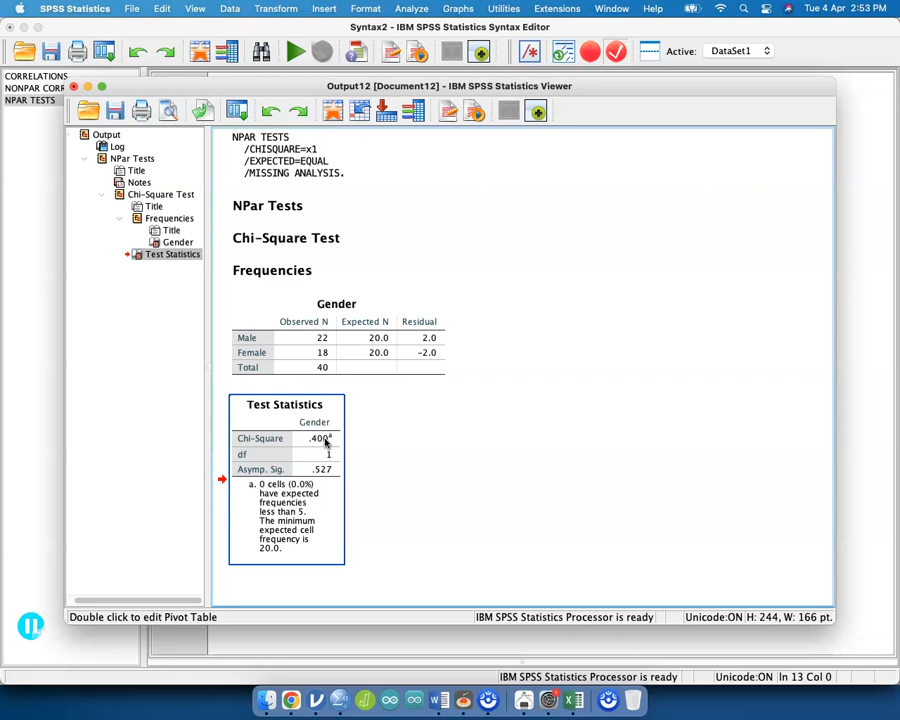 SPSS Statistics File Edit View Data Transform Insert Format Analyze Graphs Utilities Extensions Window Help Tue 4 Apr 2:53 PM
Syntax2 - IBM SPSS Statistics Syntax Editor
Active: DataSet1
CORRELATIONS
NONPAR CORR
NPAR TESTS
Output12 [Document12] - IBM SPSS Statistics Viewer
Output
Log
NPar Tests
Title
Notes
Chi-Square Test
Title
Frequencies
Title
Gender
Test Statistics
NPAR TESTS
/CHISQUARE=x1
/EXPECTED=EQUAL
/MISSING ANALYSIS.
NPar Tests
Chi-Square Test
Frequencies
Gender
Observed N Expected N Residual
Male 22 20.0 2.0
Female 18 20.0 -2.0
Total 40
Test Statistics
Gender
Chi-Square .400a
df 1
Asymp. Sig. .527
a. 0 cells (0.0%)
have expected
frequencies
less than 5.
The minimum
expected cell
frequency is
20.0.
Double click to edit Pivot Table IBM SPSS Statistics Processor is ready Unicode:ON H: 244, W: 166 pt.
IBM SPSS Statistics Processor is ready Unicode:ON In 13 Col 0